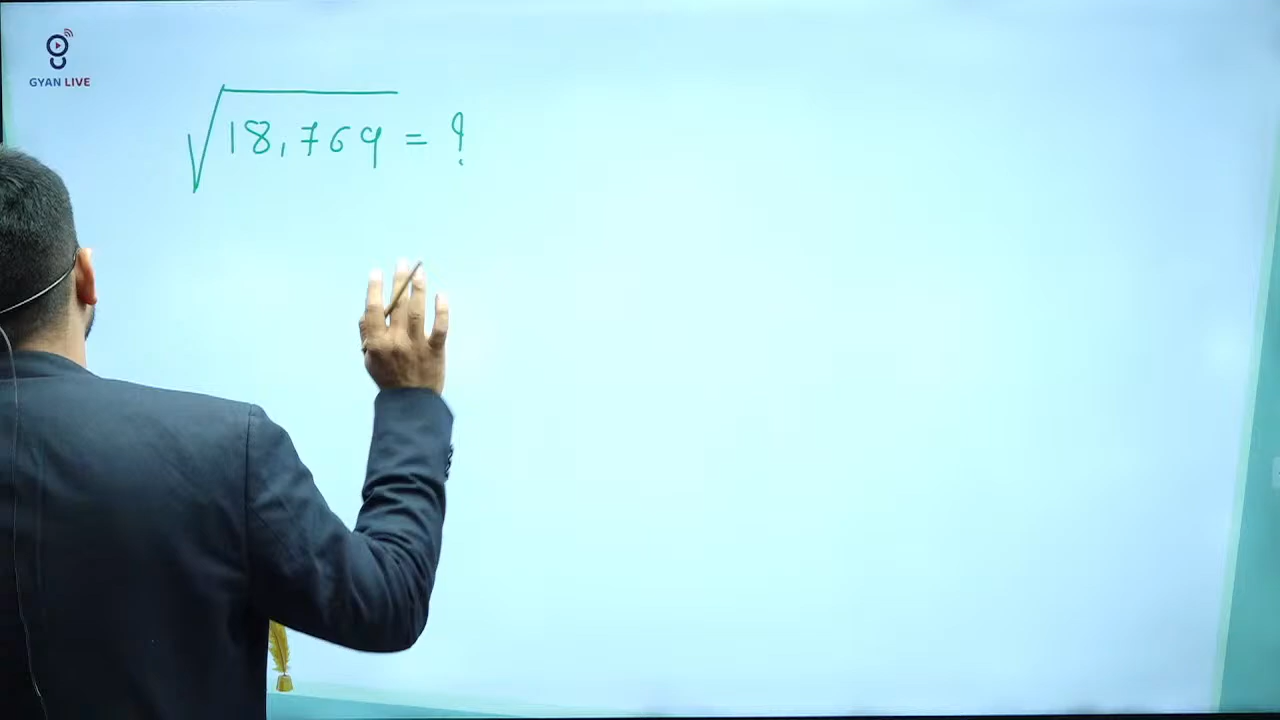 GYAN LIVE
√18,769 = ?